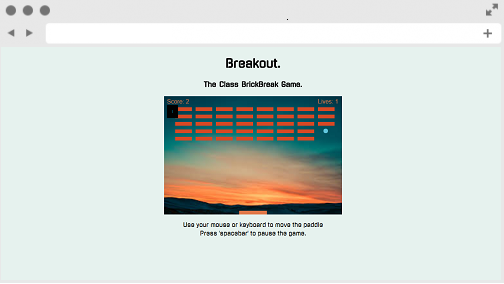 Breakout.
The Class BrickBreak Game.
Score: 2 Lives: 1
Use your mouse or keyboard to move the paddle
Press 'spacebar' to pause the game.